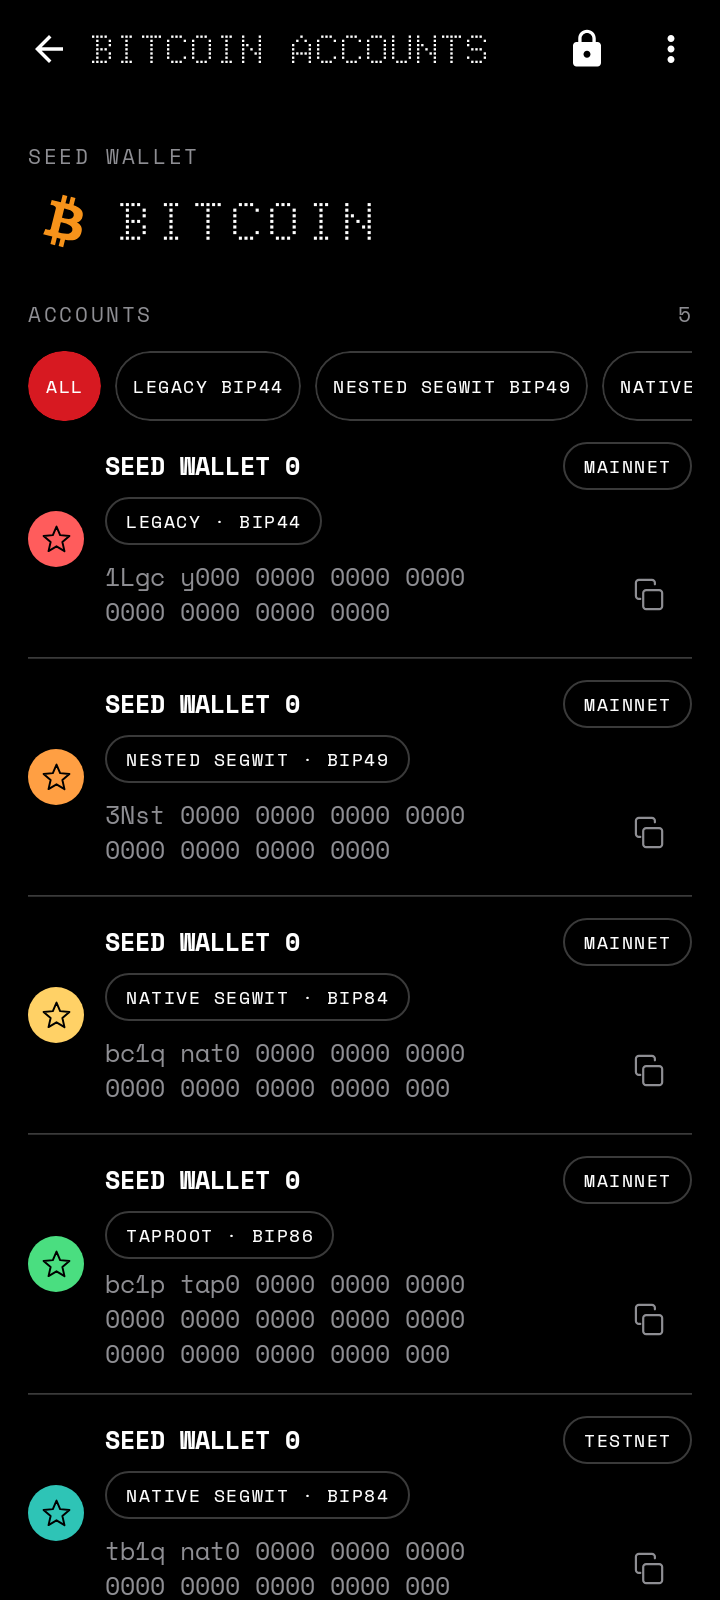 BITCOIN ACCOUNTS
SEED WALLET
BITCOIN
ACCOUNTS 5
ALL LEGACY BIP44 NESTED SEGWIT BIP49 NATIVE
SEED WALLET 0 MAINNET
LEGACY · BIP44
1Lgc y000 0000 0000 0000
0000 0000 0000 0000
SEED WALLET 0 MAINNET
NESTED SEGWIT · BIP49
3Nst 0000 0000 0000 0000
0000 0000 0000 0000
SEED WALLET 0 MAINNET
NATIVE SEGWIT · BIP84
bc1q nat0 0000 0000 0000
0000 0000 0000 0000 000
SEED WALLET 0 MAINNET
TAPROOT · BIP86
bc1p tap0 0000 0000 0000
0000 0000 0000 0000 0000
0000 0000 0000 0000 000
SEED WALLET 0 TESTNET
NATIVE SEGWIT · BIP84
tb1q nat0 0000 0000 0000
0000 0000 0000 0000 000